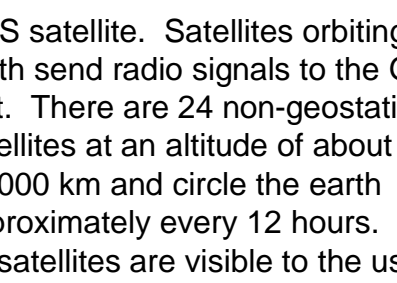 S satellite. Satellites orbiting
th send radio signals to the
t. There are 24 non-geostati
ellites at an altitude of about
000 km and circle the earth
proximately every 12 hours.
satellites are visible to the us